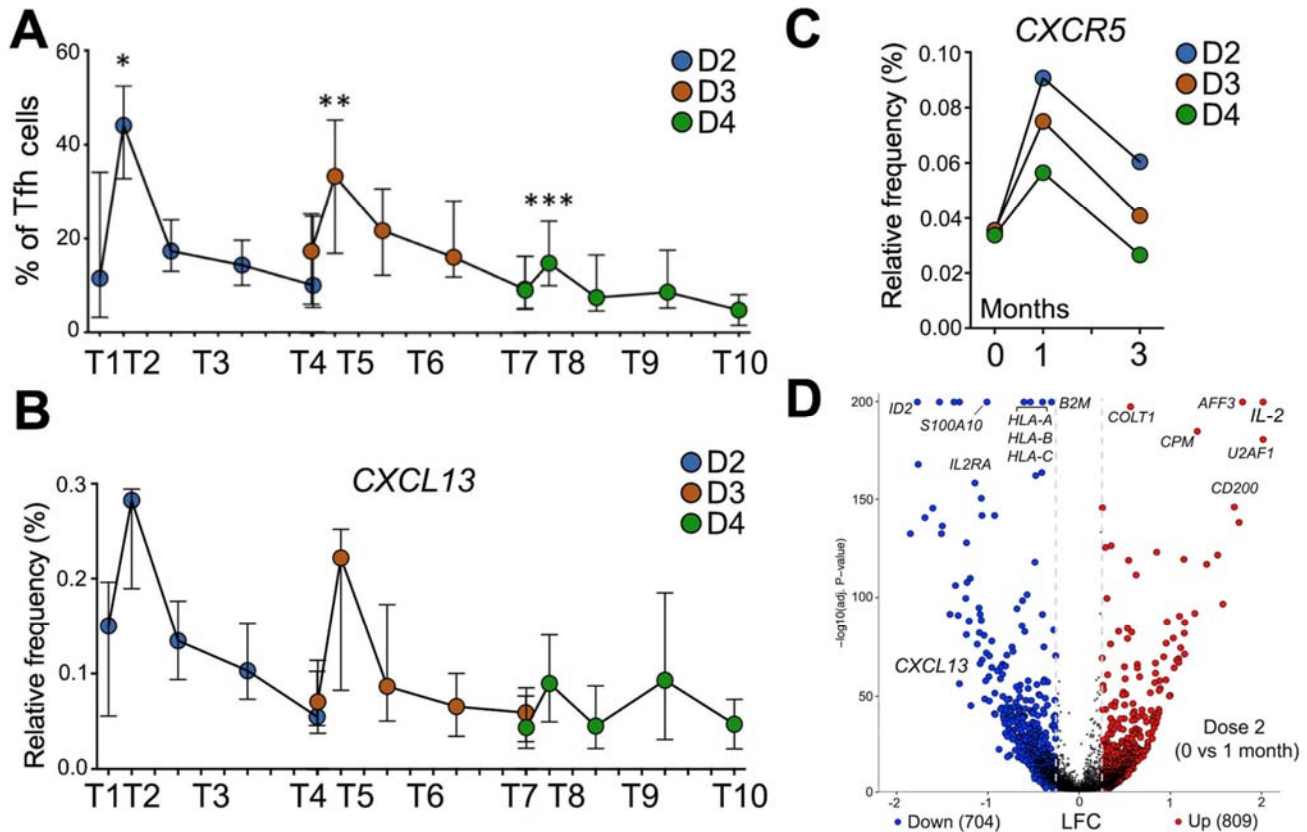 A
60
40
20
0
% of Tfh cells
*
**
***
D2
D3
D4
T1 T2 T3 T4 T5 T6 T7 T8 T9 T10
B
CXCL13
0.3
0.2
0.1
0.0
Relative frequency (%)
D2
D3
D4
T1 T2 T3 T4 T5 T6 T7 T8 T9 T10
C
CXCR5
0.10
0.08
0.06
0.04
0.02
0.00
Relative frequency (%)
D2
D3
D4
Months
0 1 3
D
200
150
100
50
0
-log10(adj. P-value)
ID2
S100A10
HLA-A
HLA-B
HLA-C
B2M
IL2RA
CXCL13
COLT1
AFF3
IL-2
CPM
U2AF1
CD200
Dose 2
(0 vs 1 month)
-2 -1 0 1 2
Down (704) LFC Up (809)